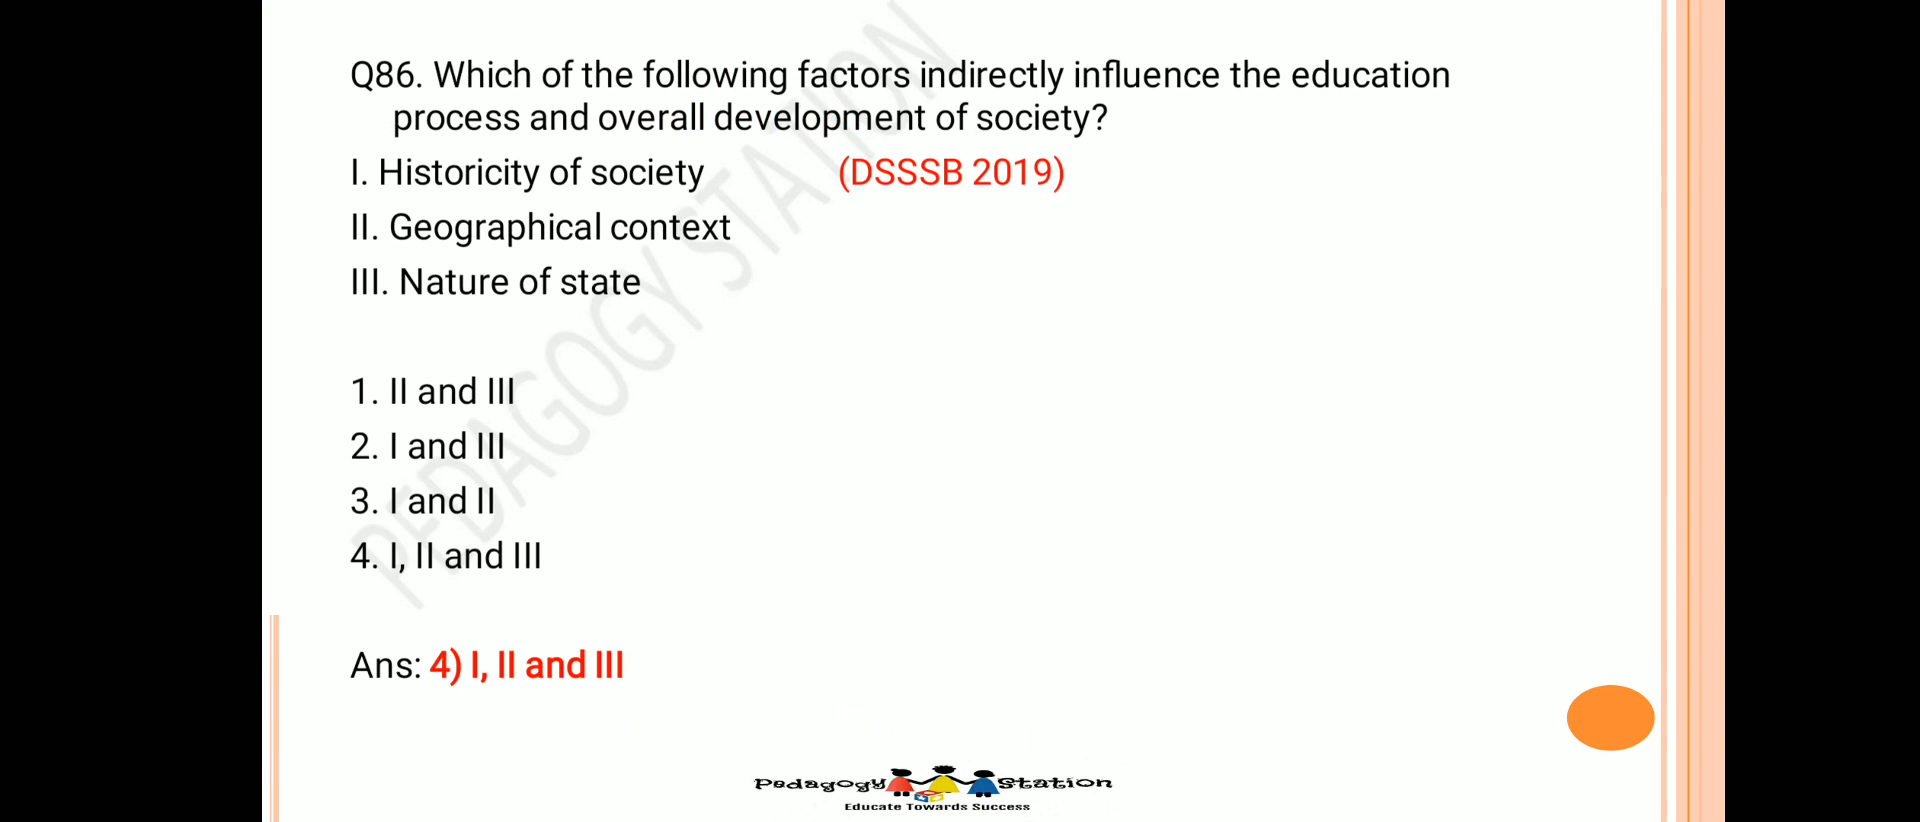 Q86. Which of the following factors indirectly influence the education
process and overall development of society?
I. Historicity of society (DSSSB 2019)
II. Geographical context
III. Nature of state
1. II and III
2. I and III
3. I and II
4. I, II and III
Ans: 4) I, II and III
PEDAGOGY STATION
Pedagogy Station
Educate Towards Success